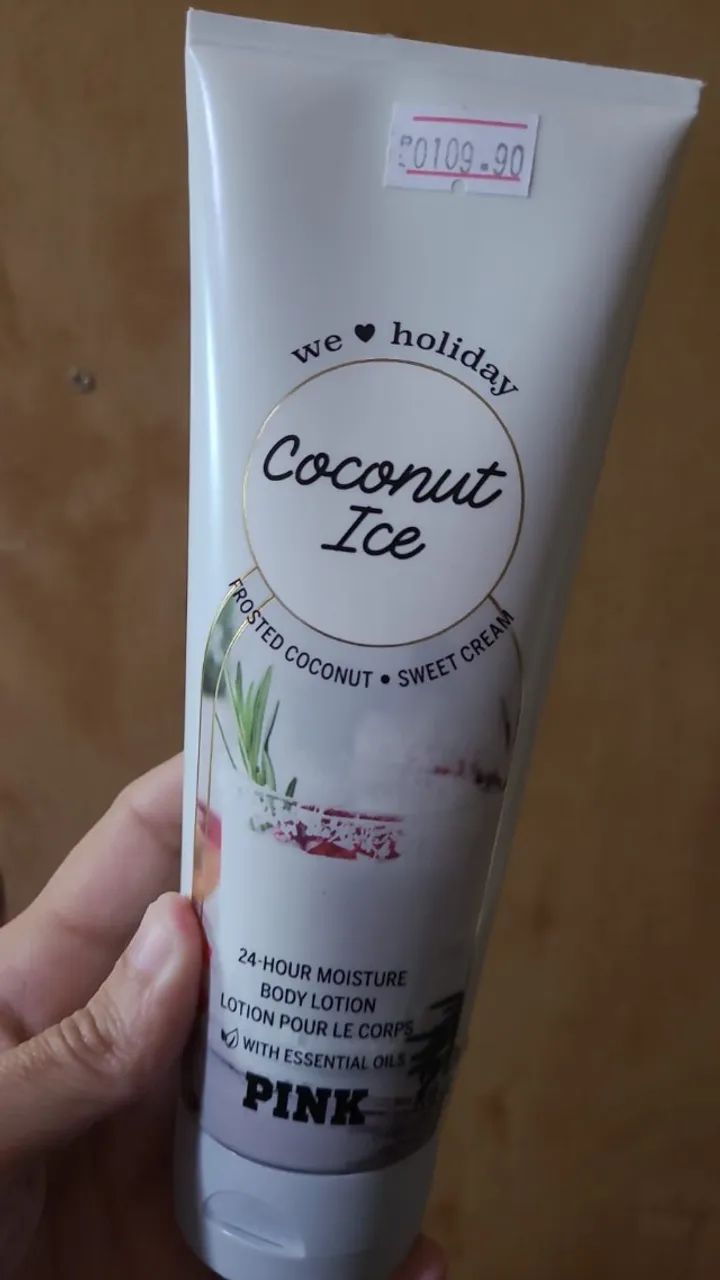 P0109.90
we ♥ holiday
Coconut
Ice
FROSTED COCONUT • SWEET CREAM
24-HOUR MOISTURE
BODY LOTION
LOTION POUR LE CORPS
WITH ESSENTIAL OILS
PINK